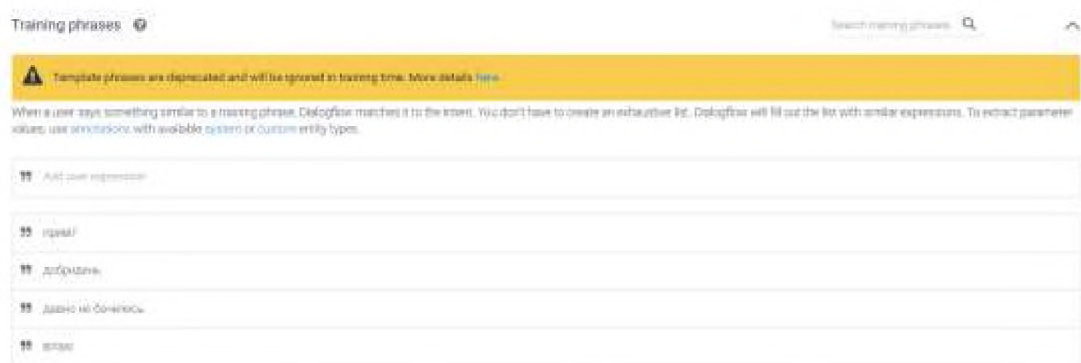 Training phrases
Search training phrases
Template phrases are deprecated and will be ignored in training time. More details here.
When a user says something similar to a training phrase, Dialogflow matches it to the intent. You don't have to create an exhaustive list. Dialogflow will fill out the list with similar expressions. To extract parameter
values, use annotations with available system or custom entity types.
Add user expression
привіт
добридень
давно не бачились
вітаю